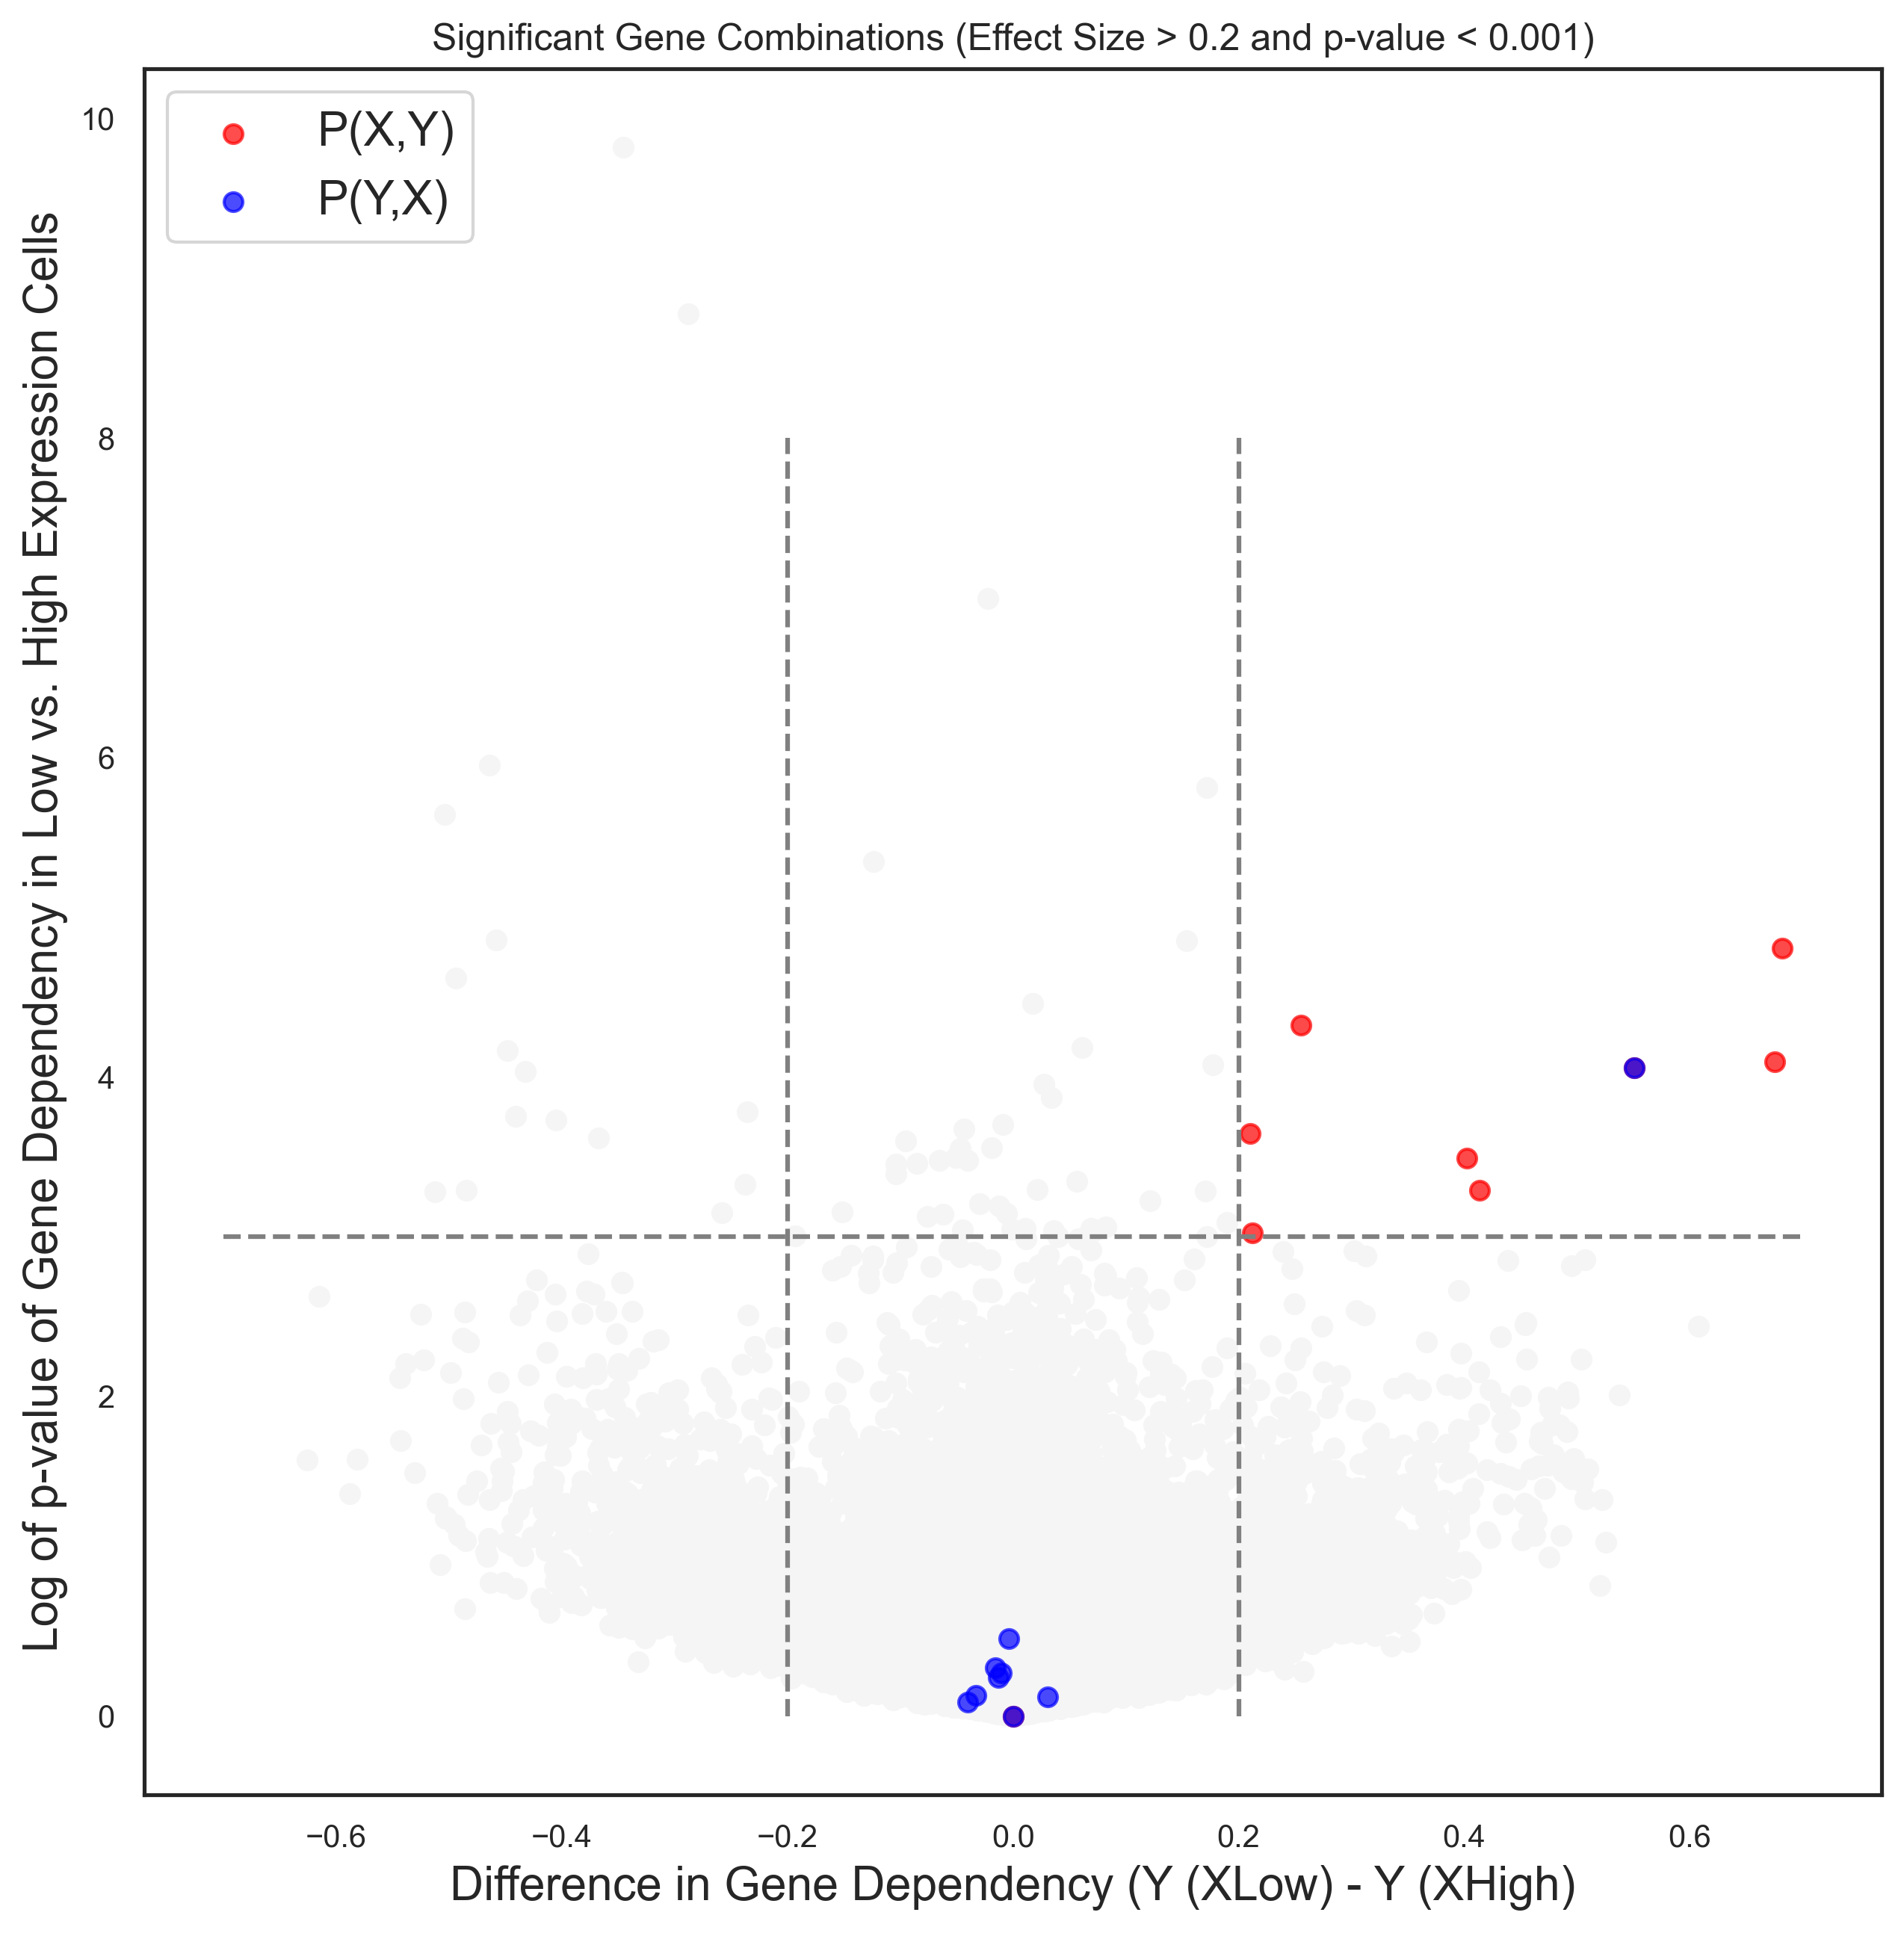 Significant Gene Combinations (Effect Size > 0.2 and p-value < 0.001)
P(X,Y)
P(Y,X)
Log of p-value of Gene Dependency in Low vs. High Expression Cells
10
8
6
4
2
0
−0.6 −0.4 −0.2 0.0 0.2 0.4 0.6
Difference in Gene Dependency (Y (XLow) - Y (XHigh)